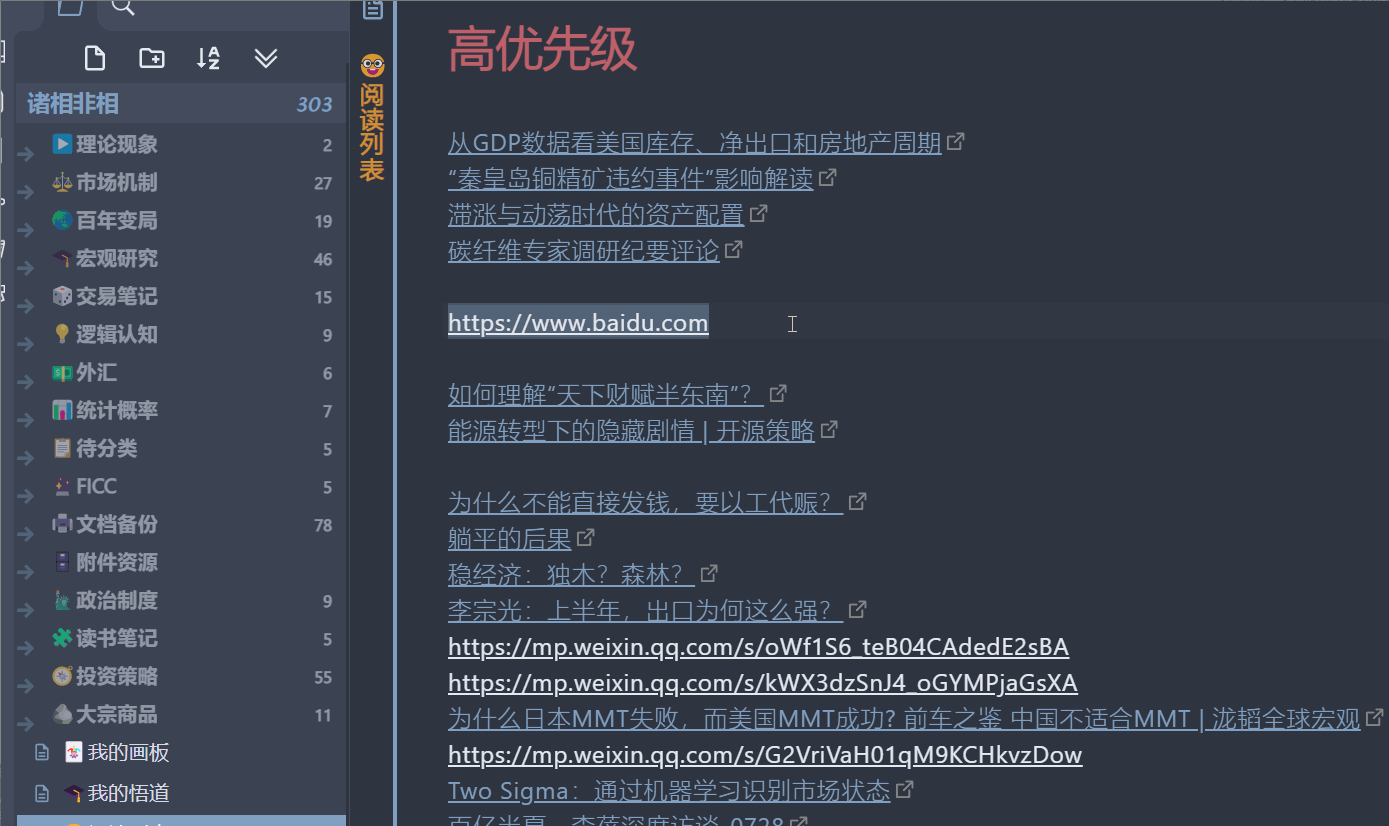 诸相非相 303
理论现象 2
市场机制 27
百年变局 19
宏观研究 46
交易笔记 15
逻辑认知 9
外汇 6
统计概率 7
待分类 5
FICC 5
文档备份 78
附件资源
政治制度 9
读书笔记 5
投资策略 55
大宗商品 11
我的画板
我的悟道
阅读列表
高优先级
从GDP数据看美国库存、净出口和房地产周期
“秦皇岛铜精矿违约事件”影响解读
滞涨与动荡时代的资产配置
碳纤维专家调研纪要评论
https://www.baidu.com
如何理解“天下财赋半东南”？
能源转型下的隐藏剧情 | 开源策略
为什么不能直接发钱，要以工代赈？
躺平的后果
稳经济：独木？森林？
李宗光：上半年，出口为何这么强？
https://mp.weixin.qq.com/s/oWf1S6_teB04CAdedE2sBA
https://mp.weixin.qq.com/s/kWX3dzSnJ4_oGYMPjaGsXA
为什么日本MMT失败，而美国MMT成功? 前车之鉴 中国不适合MMT | 泷韬全球宏观
https://mp.weixin.qq.com/s/G2VriVaH01qM9KCHkvzDow
Two Sigma：通过机器学习识别市场状态